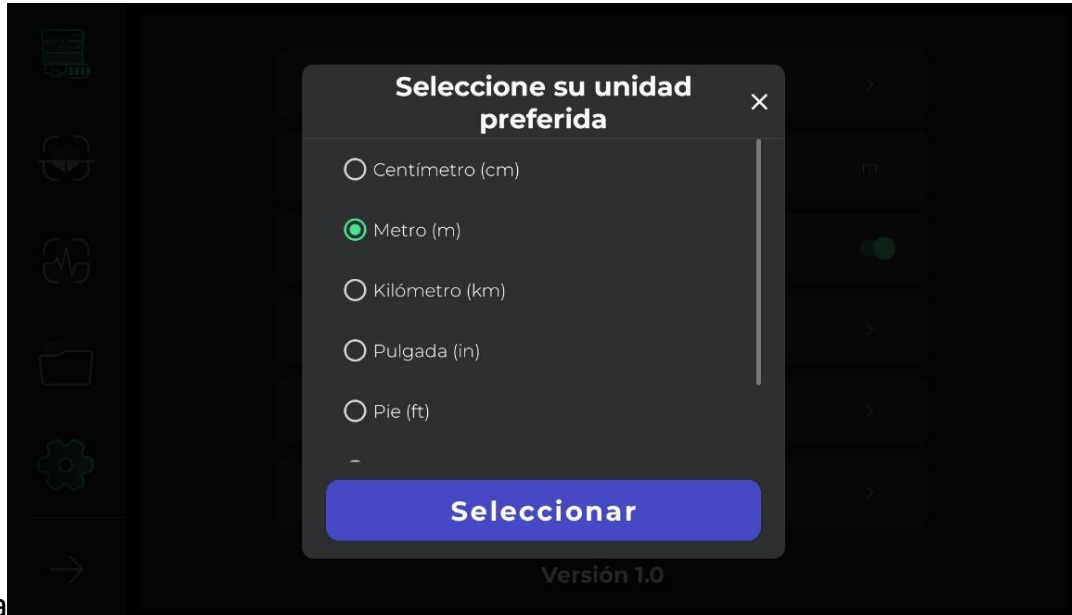 Seleccione su unidad
preferida
Centímetro (cm)
m
Metro (m)
Kilómetro (km)
Pulgada (in)
Pie (ft)
Seleccionar
Versión 1.0
a